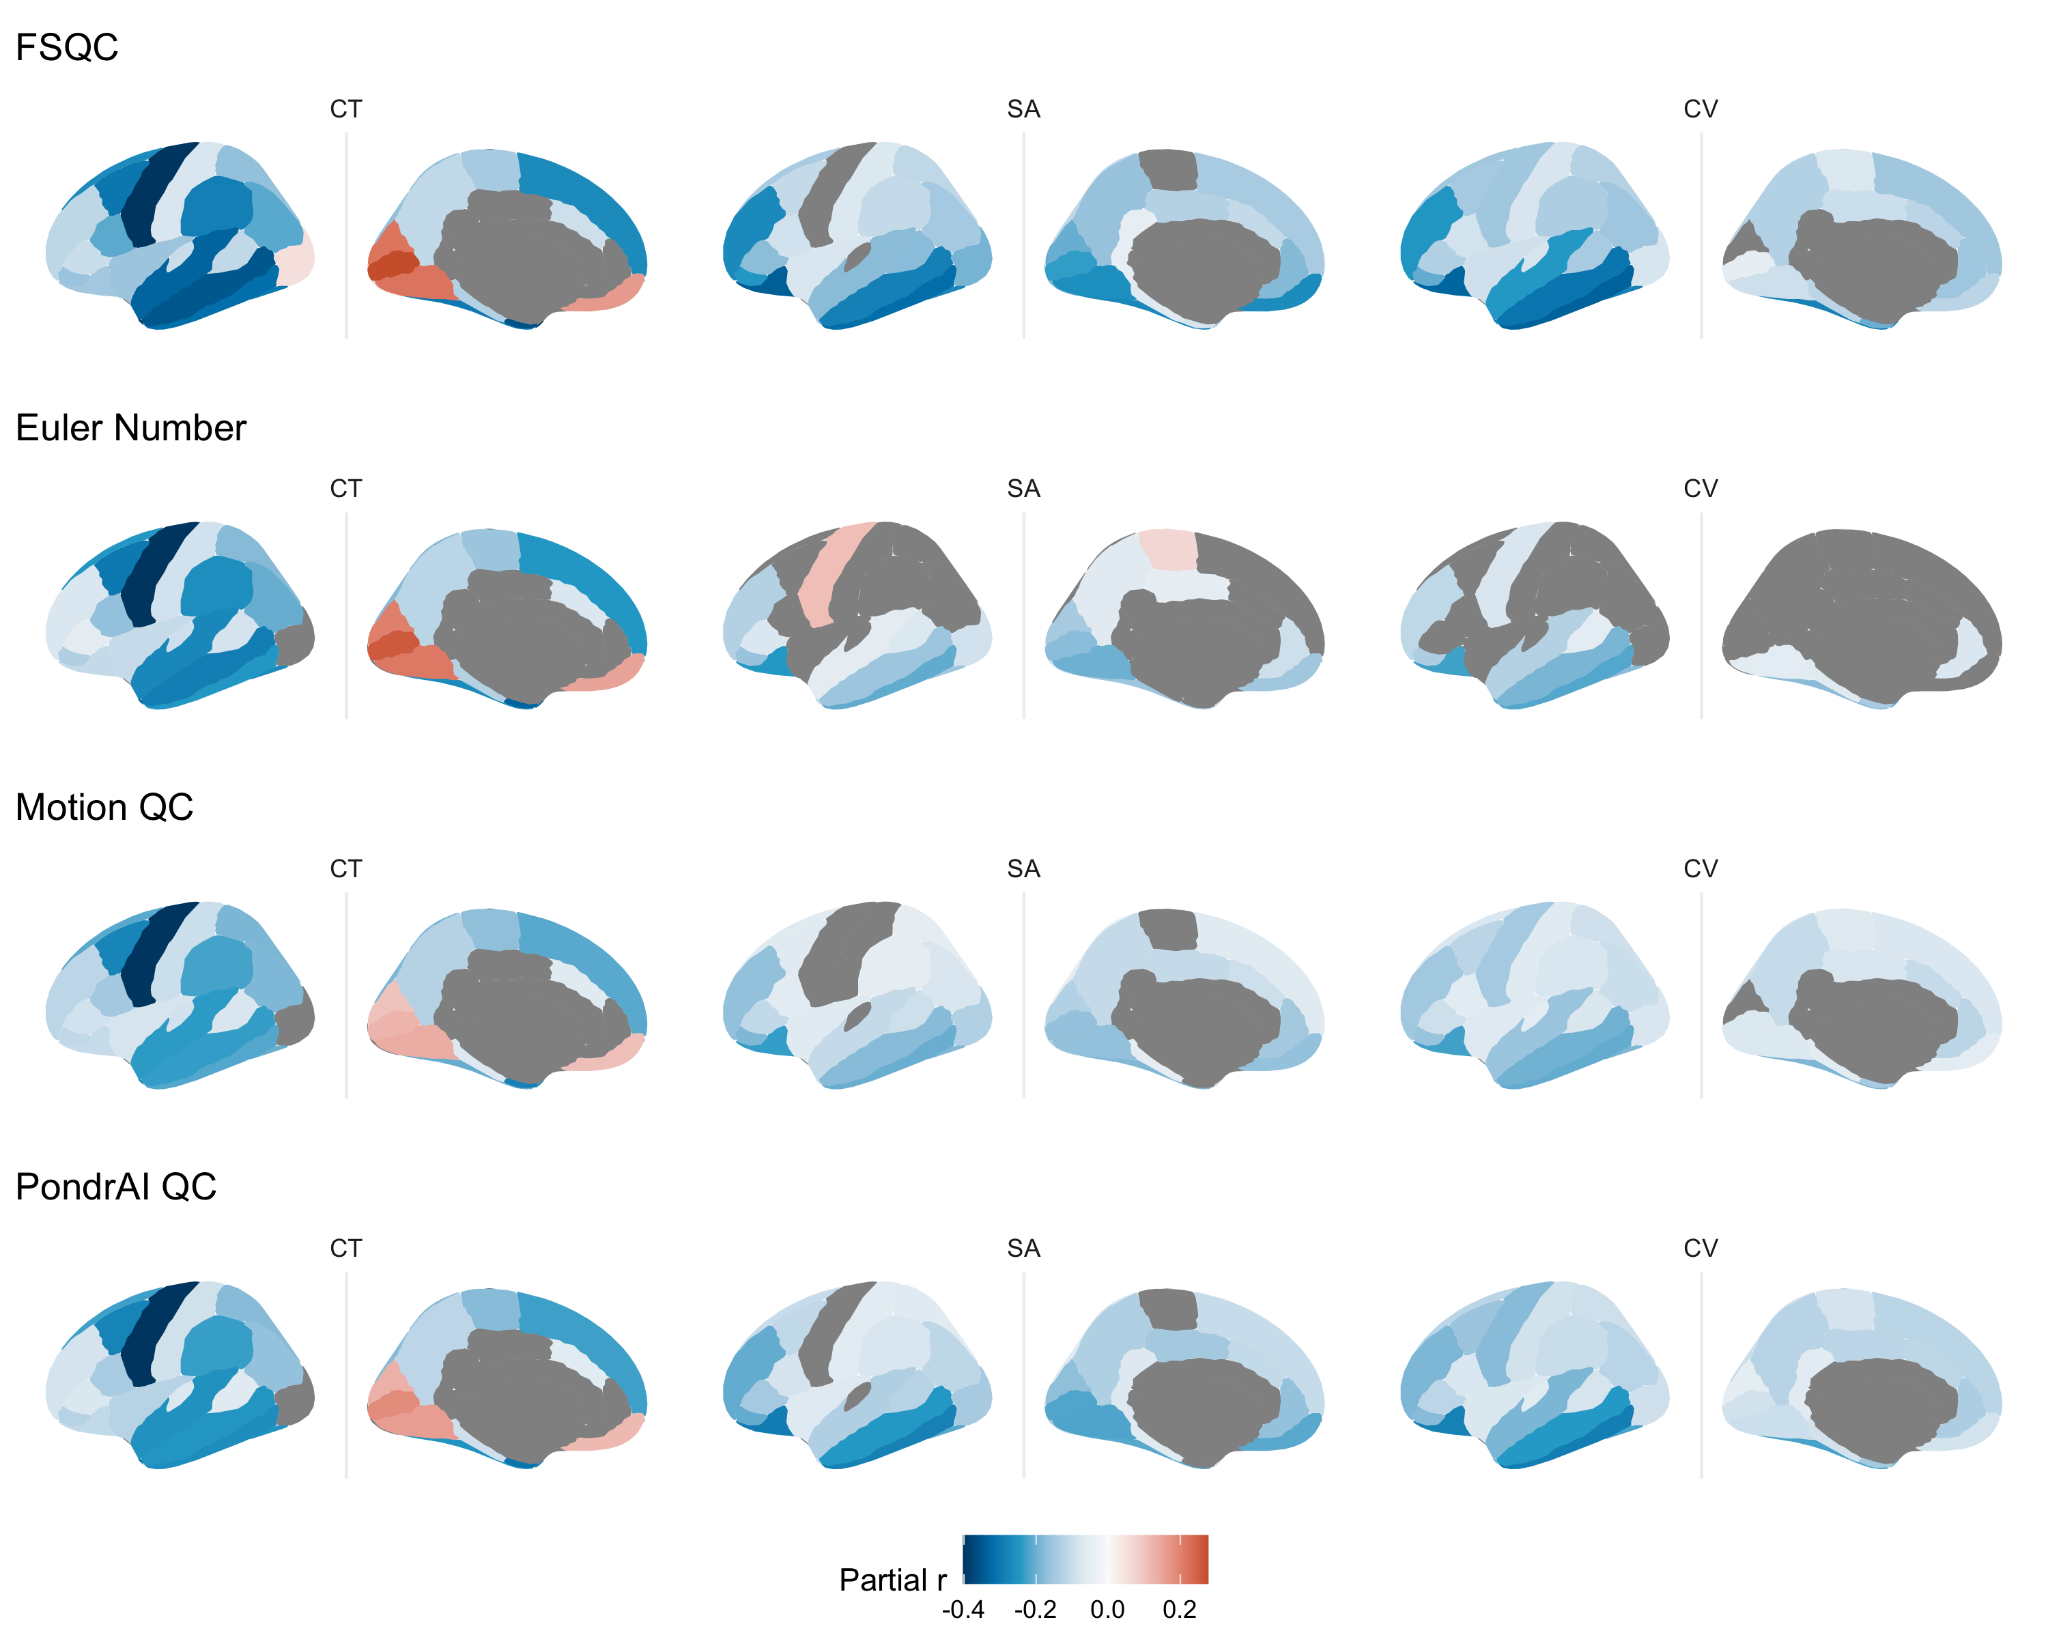 FSQC
CT SA CV
Euler Number
CT SA CV
Motion QC
CT SA CV
PondrAI QC
CT SA CV
Partial r
-0.4 -0.2 0.0 0.2